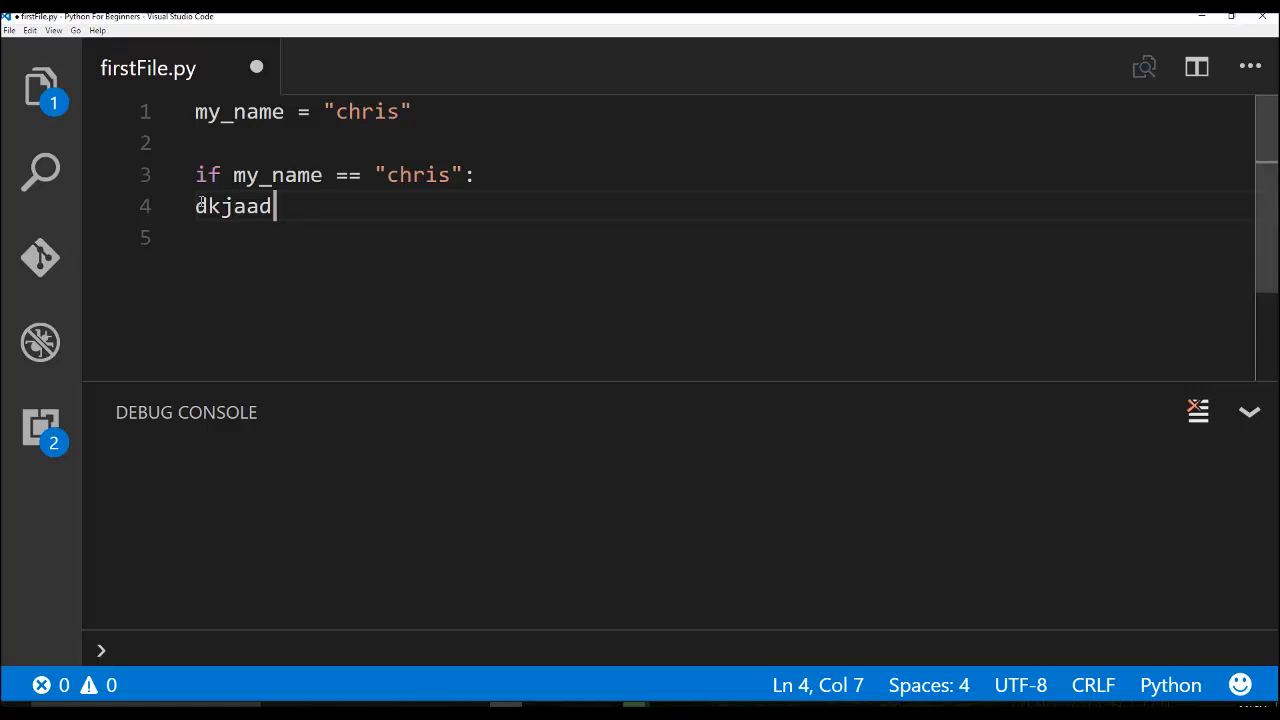 firstFile.py - Python For Beginners - Visual Studio Code
File Edit View Go Help
firstFile.py
1 my_name = "chris"
2
3 if my_name == "chris":
4 dkjaad
5
1
2
DEBUG CONSOLE
0 0 Ln 4, Col 7 Spaces: 4 UTF-8 CRLF Python